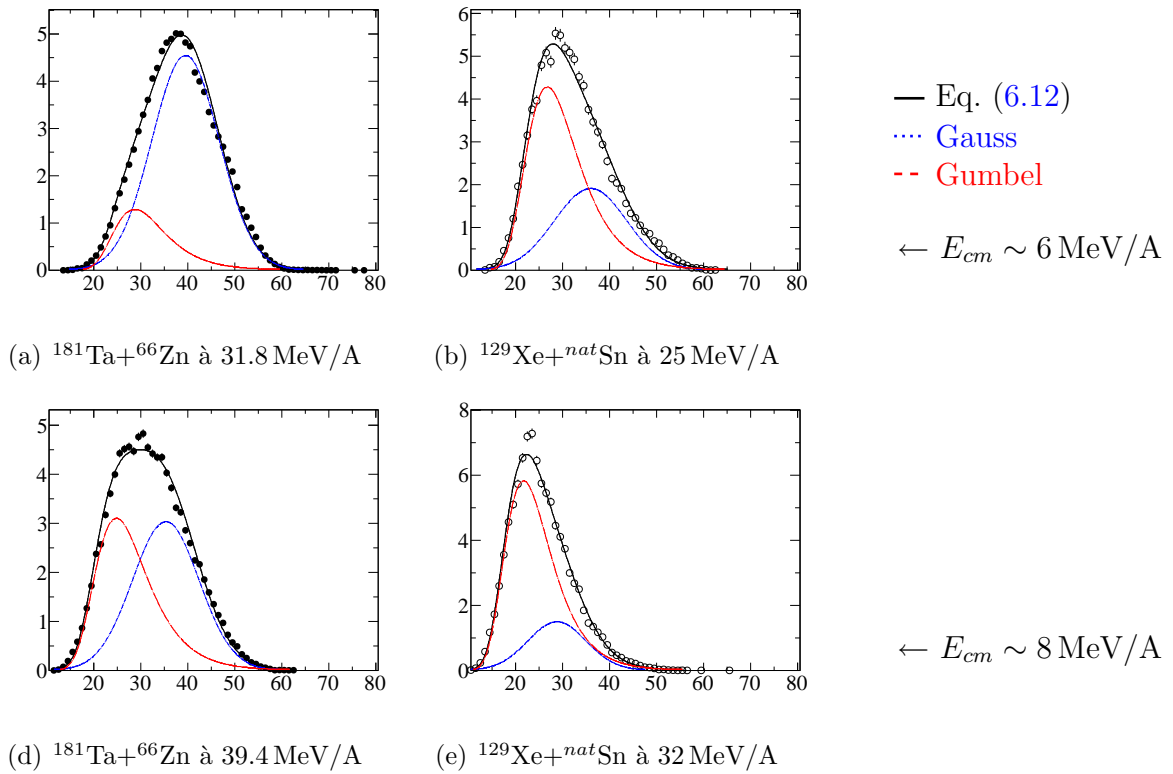 5
4
3
2
1
0
20 30 40 50 60 70 80
(a) ¹⁸¹Ta+⁶⁶Zn à 31.8 MeV/A
6
5
4
3
2
1
0
20 30 40 50 60 70 80
(b) ¹²⁹Xe+ⁿᵃᵗSn à 25 MeV/A
Eq. (6.12)
Gauss
Gumbel
← E_cm ∼ 6 MeV/A
5
4
3
2
1
0
20 30 40 50 60 70 80
(d) ¹⁸¹Ta+⁶⁶Zn à 39.4 MeV/A
8
6
4
2
0
20 30 40 50 60 70 80
(e) ¹²⁹Xe+ⁿᵃᵗSn à 32 MeV/A
← E_cm ∼ 8 MeV/A